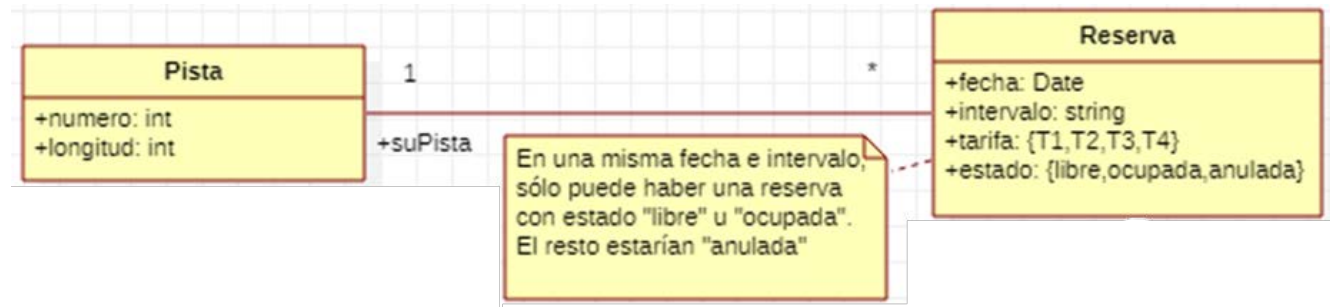 Pista
+numero: int
+longitud: int
1
+suPista
*
Reserva
+fecha: Date
+intervalo: string
+tarifa: {T1,T2,T3,T4}
+estado: {libre,ocupada,anulada}
En una misma fecha e intervalo,
sólo puede haber una reserva
con estado "libre" u "ocupada".
El resto estarían "anulada"